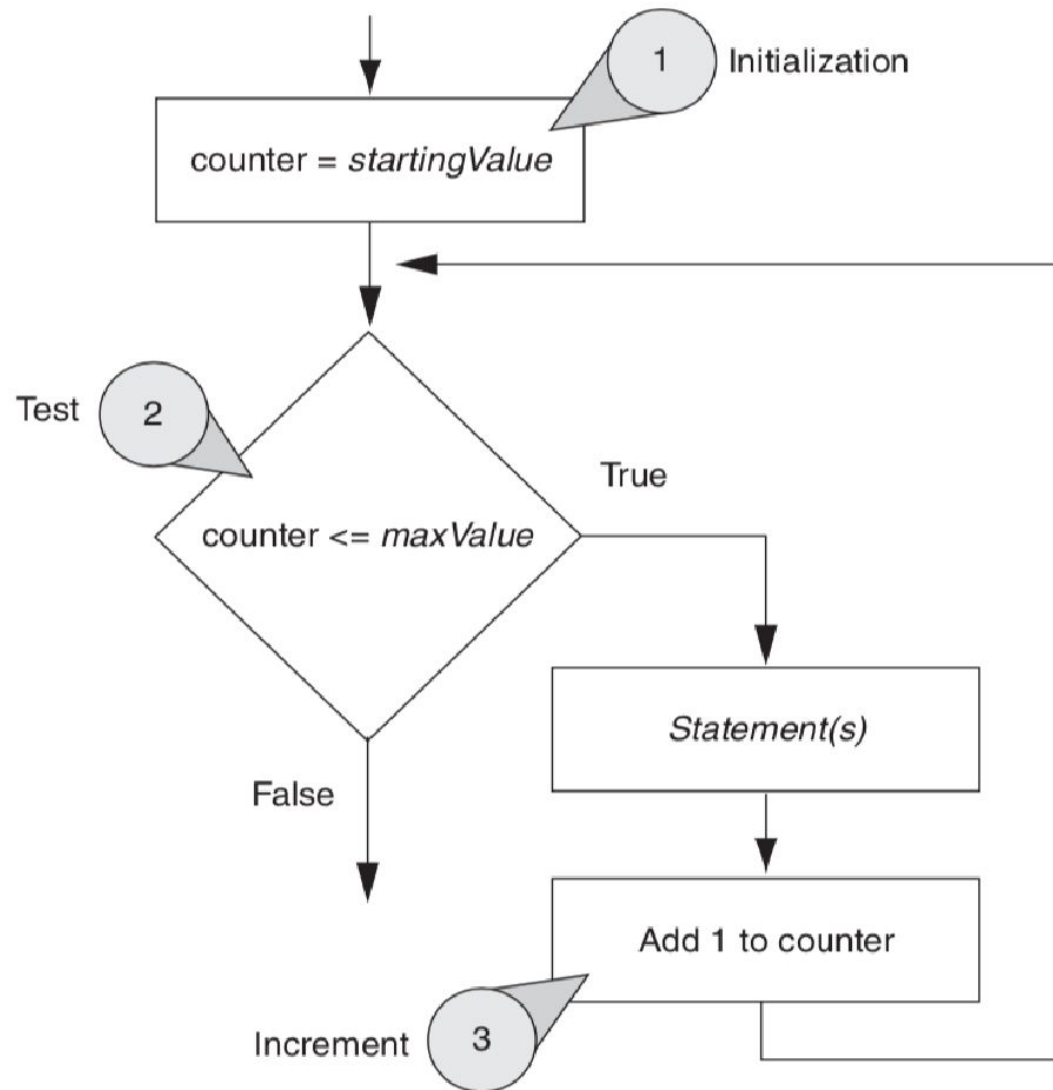 1
Initialization
counter = startingValue
Test
2
True
counter <= maxValue
Statement(s)
False
Add 1 to counter
Increment
3